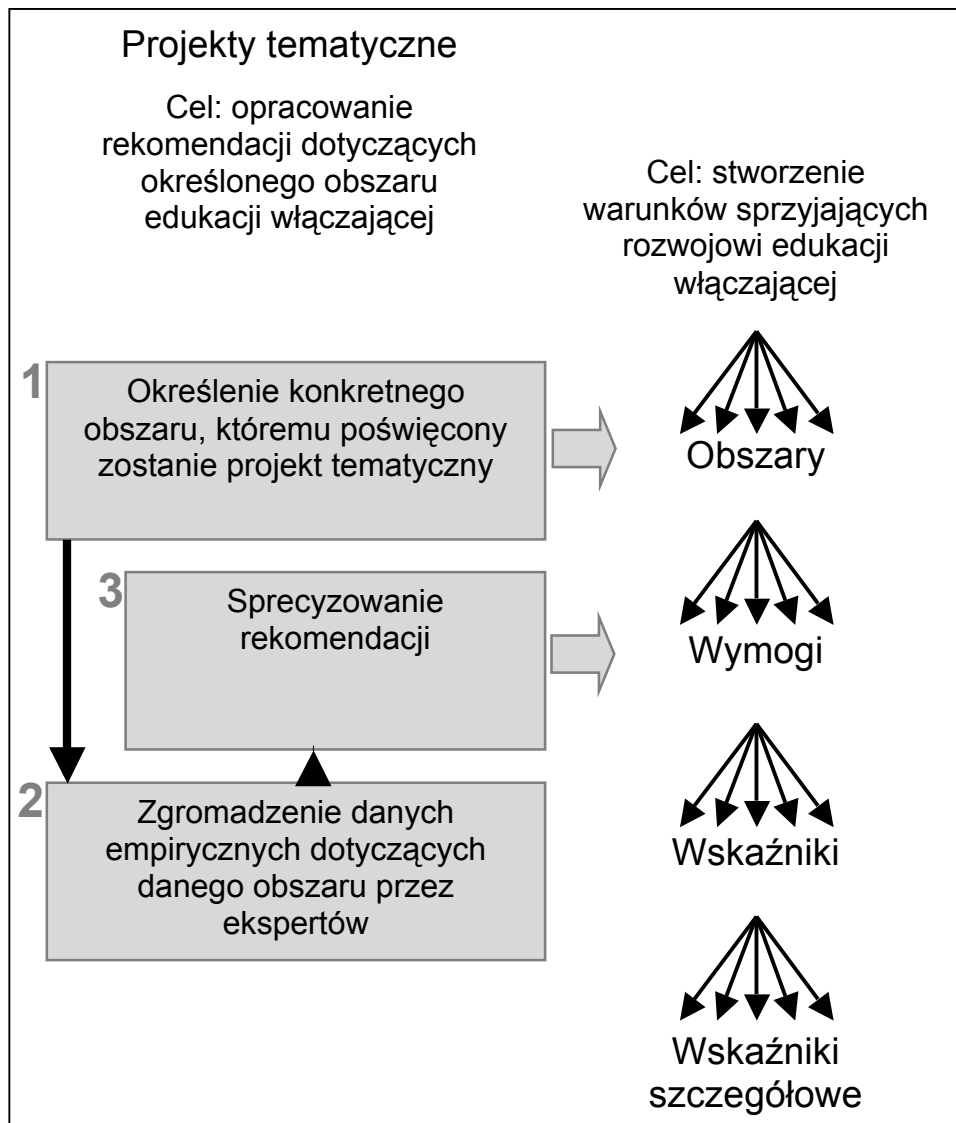 Projekty tematyczne
Cel: opracowanie
rekomendacji dotyczących
określonego obszaru
edukacji włączającej
Cel: stworzenie
warunków sprzyjających
rozwojowi edukacji
włączającej
1
Określenie konkretnego
obszaru, któremu poświęcony
zostanie projekt tematyczny
Obszary
3
Sprecyzowanie
rekomendacji
Wymogi
2
Zgromadzenie danych
empirycznych dotyczących
danego obszaru przez
ekspertów
Wskaźniki
Wskaźniki
szczegółowe